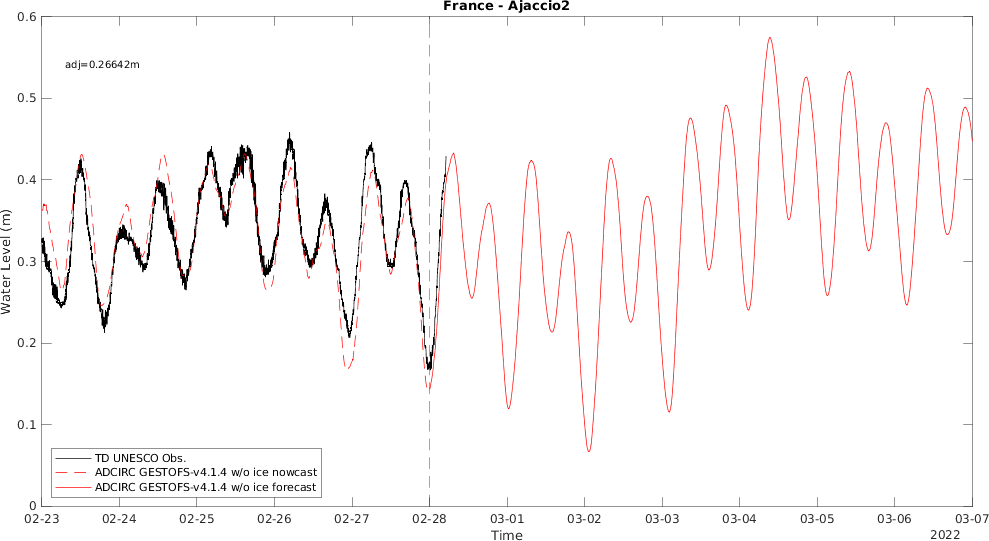 France - Ajaccio2
0.6
0.5
0.4
0.3
0.2
0.1
0
Water Level (m)
adj=0.26642m
TD UNESCO Obs.
ADCIRC GESTOFS-v4.1.4 w/o ice nowcast
ADCIRC GESTOFS-v4.1.4 w/o ice forecast
02-23 02-24 02-25 02-26 02-27 02-28 03-01 03-02 03-03 03-04 03-05 03-06 03-07
Time
2022